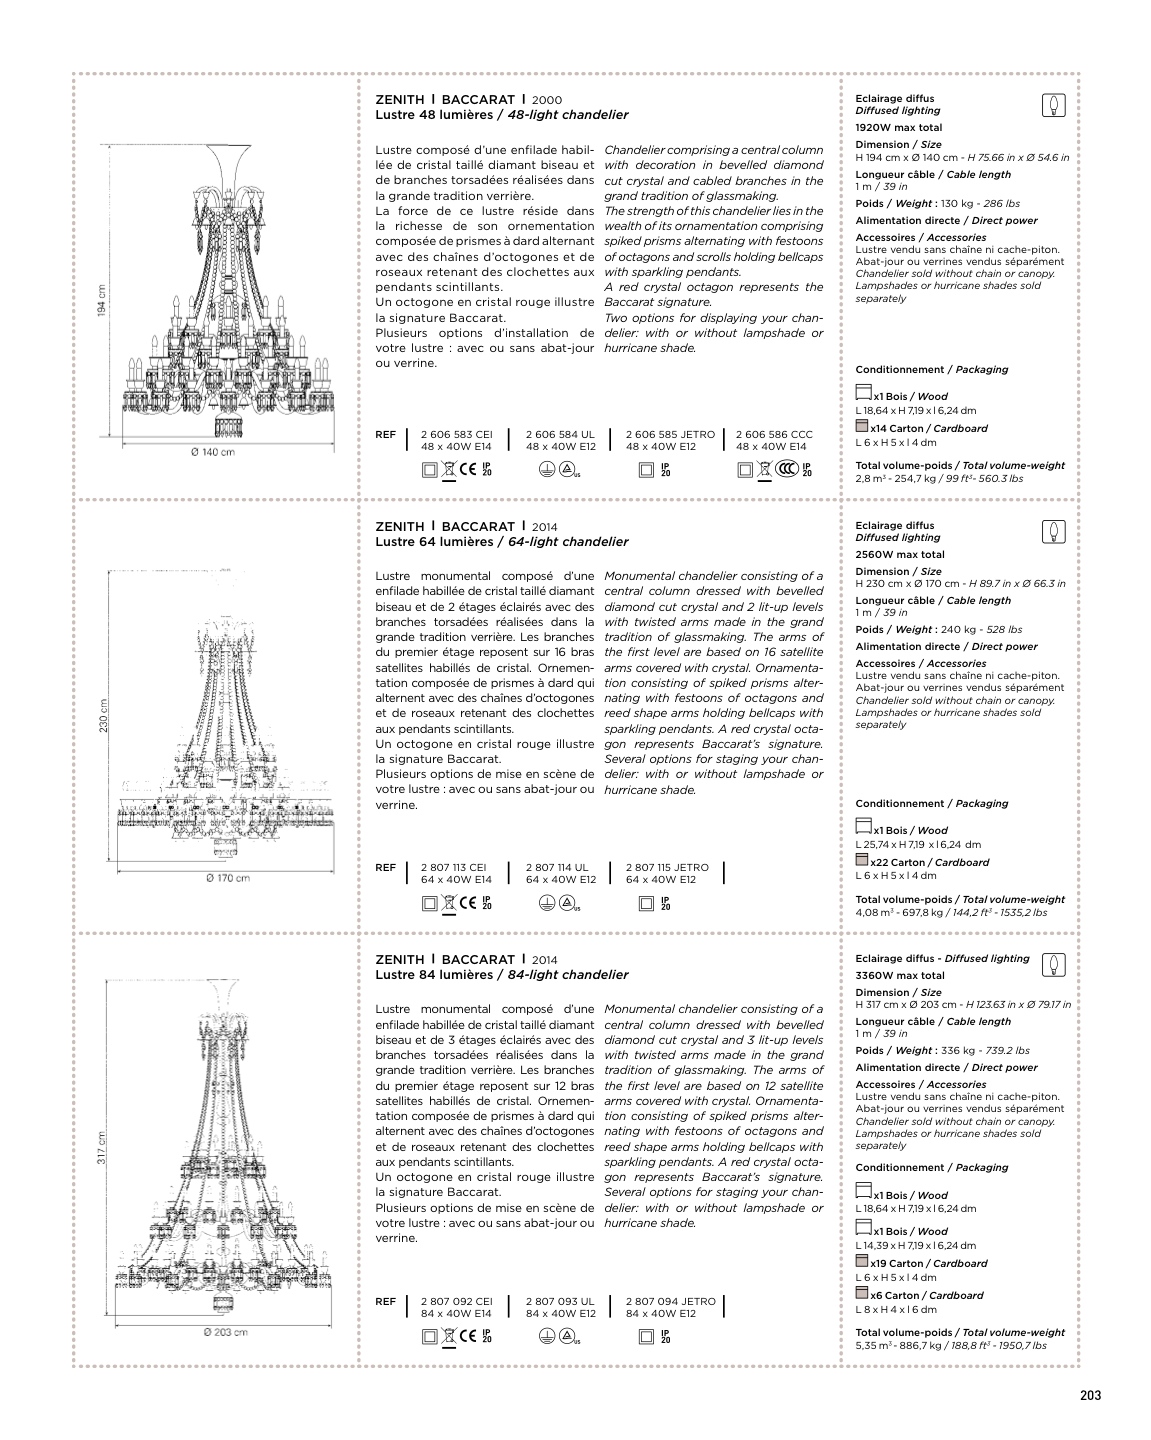 194 cm
Ø 140 cm
ZENITH I BACCARAT I 2000
Lustre 48 lumières / 48-light chandelier
Lustre composé d'une enfilade habil-
lée de cristal taillé diamant biseau et
de branches torsadées réalisées dans
la grande tradition verrière.
La force de ce lustre réside dans
la richesse de son ornementation
composée de prismes à dard alternant
avec des chaînes d'octogones et de
roseaux retenant des clochettes aux
pendants scintillants.
Un octogone en cristal rouge illustre
la signature Baccarat.
Plusieurs options d'installation de
votre lustre : avec ou sans abat-jour
ou verrine.
Chandelier comprising a central column
with decoration in bevelled diamond
cut crystal and cabled branches in the
grand tradition of glassmaking.
The strength of this chandelier lies in the
wealth of its ornamentation comprising
spiked prisms alternating with festoons
of octagons and scrolls holding bellcaps
with sparkling pendants.
A red crystal octagon represents the
Baccarat signature.
Two options for displaying your chan-
delier: with or without lampshade or
hurricane shade.
REF
2 606 583 CEI
48 x 40W E14
CE IP 20
2 606 584 UL
48 x 40W E12
US
2 606 585 JETRO
48 x 40W E12
IP 20
2 606 586 CCC
48 x 40W E14
CCC IP 20
Eclairage diffus
Diffused lighting
1920W max total
Dimension / Size
H 194 cm x Ø 140 cm - H 75.66 in x Ø 54.6 in
Longueur câble / Cable length
1 m / 39 in
Poids / Weight : 130 kg - 286 lbs
Alimentation directe / Direct power
Accessoires / Accessories
Lustre vendu sans chaîne ni cache-piton.
Abat-jour ou verrines vendus séparément
Chandelier sold without chain or canopy.
Lampshades or hurricane shades sold
separately
Conditionnement / Packaging
x1 Bois / Wood
L 18,64 x H 7,19 x l 6,24 dm
x14 Carton / Cardboard
L 6 x H 5 x l 4 dm
Total volume-poids / Total volume-weight
2,8 m³ - 254,7 kg / 99 ft³- 560.3 lbs
230 cm
Ø 170 cm
ZENITH I BACCARAT I 2014
Lustre 64 lumières / 64-light chandelier
Lustre monumental composé d'une
enfilade habillée de cristal taillé diamant
biseau et de 2 étages éclairés avec des
branches torsadées réalisées dans la
grande tradition verrière. Les branches
du premier étage reposent sur 16 bras
satellites habillés de cristal. Ornemen-
tation composée de prismes à dard qui
alternent avec des chaînes d'octogones
et de roseaux retenant des clochettes
aux pendants scintillants.
Un octogone en cristal rouge illustre
la signature Baccarat.
Plusieurs options de mise en scène de
votre lustre : avec ou sans abat-jour ou
verrine.
Monumental chandelier consisting of a
central column dressed with bevelled
diamond cut crystal and 2 lit-up levels
with twisted arms made in the grand
tradition of glassmaking. The arms of
the first level are based on 16 satellite
arms covered with crystal. Ornamenta-
tion consisting of spiked prisms alter-
nating with festoons of octagons and
reed shape arms holding bellcaps with
sparkling pendants. A red crystal octa-
gon represents Baccarat's signature.
Several options for staging your chan-
delier: with or without lampshade or
hurricane shade.
REF
2 807 113 CEI
64 x 40W E14
CE IP 20
2 807 114 UL
64 x 40W E12
US
2 807 115 JETRO
64 x 40W E12
IP 20
Eclairage diffus
Diffused lighting
2560W max total
Dimension / Size
H 230 cm x Ø 170 cm - H 89.7 in x Ø 66.3 in
Longueur câble / Cable length
1 m / 39 in
Poids / Weight : 240 kg - 528 lbs
Alimentation directe / Direct power
Accessoires / Accessories
Lustre vendu sans chaîne ni cache-piton.
Abat-jour ou verrines vendus séparément
Chandelier sold without chain or canopy.
Lampshades or hurricane shades sold
separately
Conditionnement / Packaging
x1 Bois / Wood
L 25,74 x H 7,19 x l 6,24 dm
x22 Carton / Cardboard
L 6 x H 5 x l 4 dm
Total volume-poids / Total volume-weight
4,08 m³ - 697,8 kg / 144,2 ft³ - 1535,2 lbs
317 cm
Ø 203 cm
ZENITH I BACCARAT I 2014
Lustre 84 lumières / 84-light chandelier
Lustre monumental composé d'une
enfilade habillée de cristal taillé diamant
biseau et de 3 étages éclairés avec des
branches torsadées réalisées dans la
grande tradition verrière. Les branches
du premier étage reposent sur 12 bras
satellites habillés de cristal. Ornemen-
tation composée de prismes à dard qui
alternent avec des chaînes d'octogones
et de roseaux retenant des clochettes
aux pendants scintillants.
Un octogone en cristal rouge illustre
la signature Baccarat.
Plusieurs options de mise en scène de
votre lustre : avec ou sans abat-jour ou
verrine.
Monumental chandelier consisting of a
central column dressed with bevelled
diamond cut crystal and 3 lit-up levels
with twisted arms made in the grand
tradition of glassmaking. The arms of
the first level are based on 12 satellite
arms covered with crystal. Ornamenta-
tion consisting of spiked prisms alter-
nating with festoons of octagons and
reed shape arms holding bellcaps with
sparkling pendants. A red crystal octa-
gon represents Baccarat's signature.
Several options for staging your chan-
delier: with or without lampshade or
hurricane shade.
REF
2 807 092 CEI
84 x 40W E14
CE IP 20
2 807 093 UL
84 x 40W E12
US
2 807 094 JETRO
84 x 40W E12
IP 20
Eclairage diffus - Diffused lighting
3360W max total
Dimension / Size
H 317 cm x Ø 203 cm - H 123.63 in x Ø 79.17 in
Longueur câble / Cable length
1 m / 39 in
Poids / Weight : 336 kg - 739.2 lbs
Alimentation directe / Direct power
Accessoires / Accessories
Lustre vendu sans chaîne ni cache-piton.
Abat-jour ou verrines vendus séparément
Chandelier sold without chain or canopy.
Lampshades or hurricane shades sold
separately
Conditionnement / Packaging
x1 Bois / Wood
L 18,64 x H 7,19 x l 6,24 dm
x1 Bois / Wood
L 14,39 x H 7,19 x l 6,24 dm
x19 Carton / Cardboard
L 6 x H 5 x l 4 dm
x6 Carton / Cardboard
L 8 x H 4 x l 6 dm
Total volume-poids / Total volume-weight
5,35 m³ - 886,7 kg / 188,8 ft³ - 1950,7 lbs
203